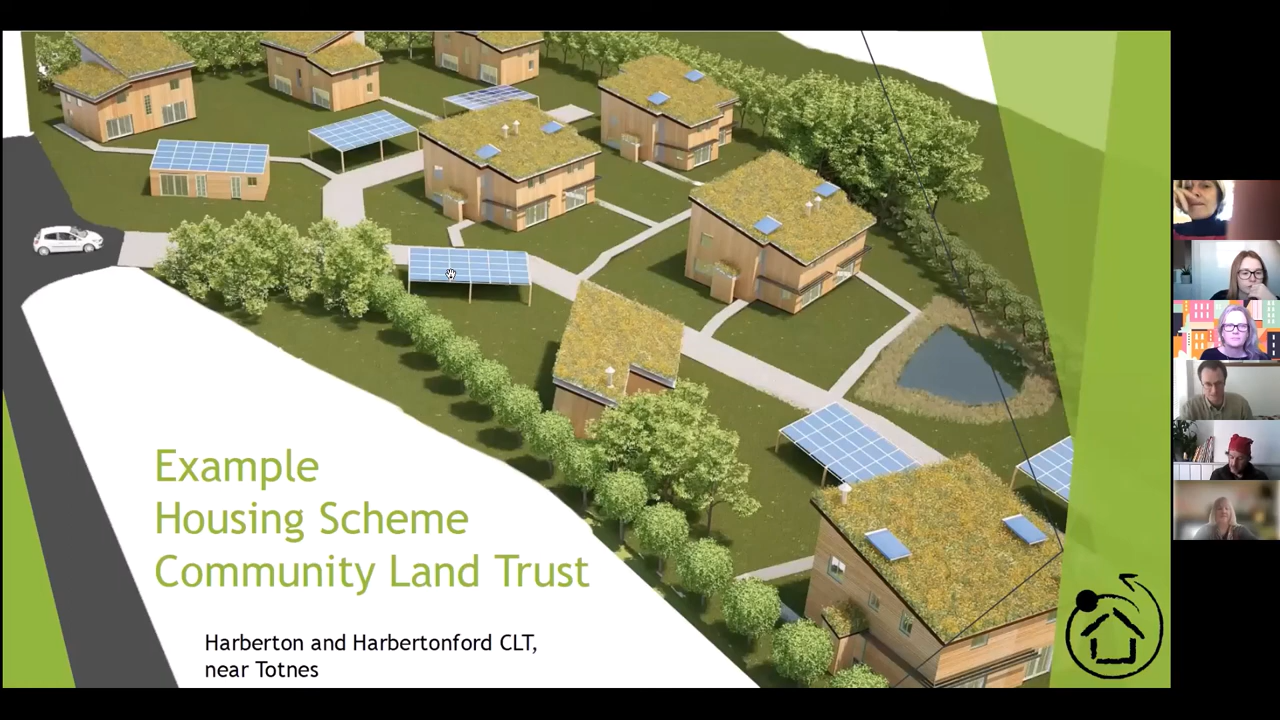 Example
Housing Scheme
Community Land Trust
Harberton and Harbertonford CLT,
near Totnes